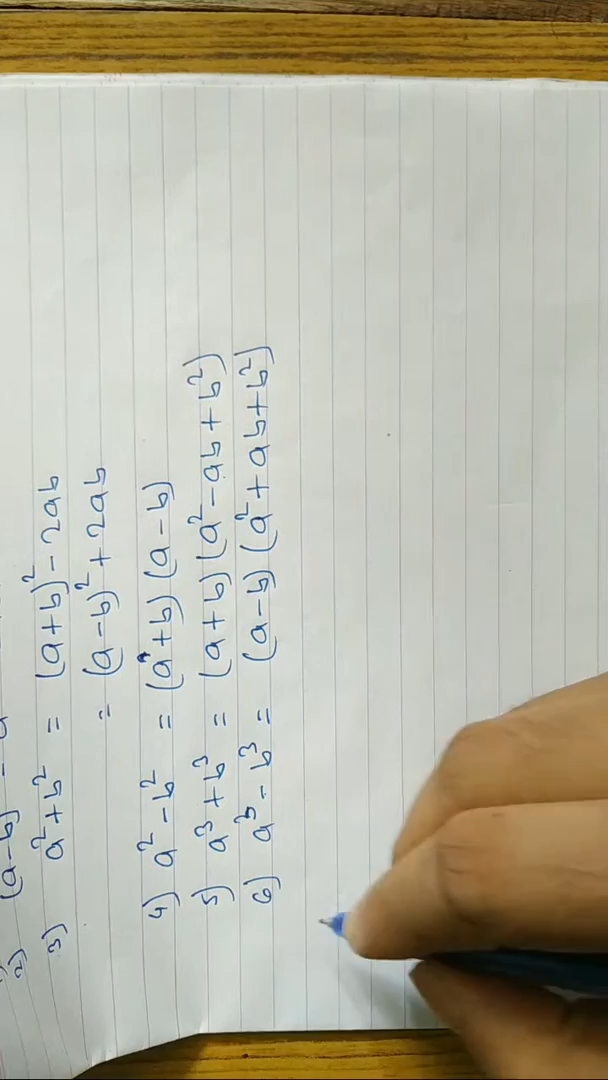 2) (a-b)
3) a²+b² = (a+b)²-2ab
= (a-b)²+2ab
4) a²-b² = (a+b)(a-b)
5) a³+b³ = (a+b)(a²-ab+b²)
6) a³-b³ = (a-b)(a²+ab+b²)